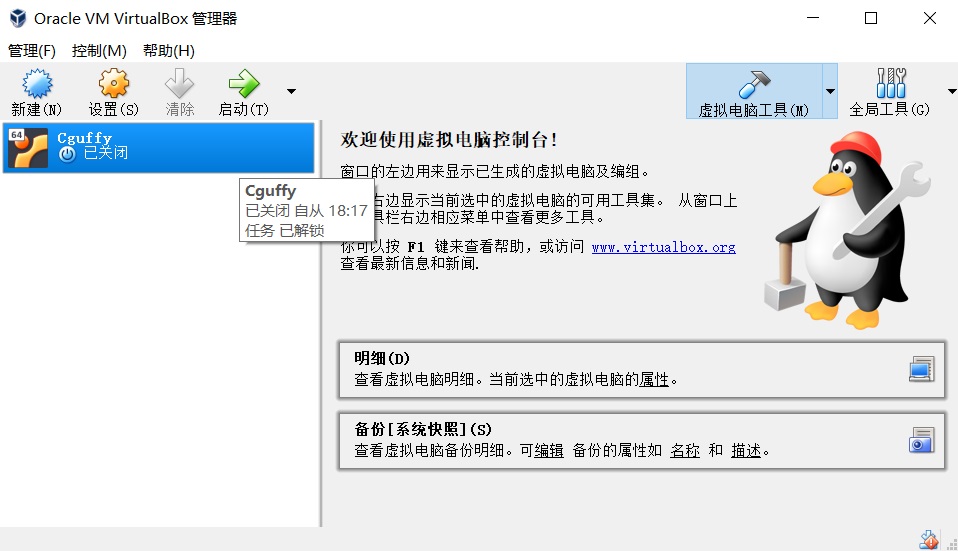 Oracle VM VirtualBox 管理器
管理(F) 控制(M) 帮助(H)
新建(N) 设置(S) 清除 启动(T) 虚拟电脑工具(M) 全局工具(G)
64 Cguffy
已关闭
Cguffy
已关闭 自从 18:17
任务 已解锁
欢迎使用虚拟电脑控制台!
窗口的左边用来显示已生成的虚拟电脑及编组。
右边显示当前选中的虚拟电脑的可用工具集。 从窗口上
具栏右边相应菜单中查看更多工具。
你可以按 F1 键来查看帮助，或访问 www.virtualbox.org
查看最新信息和新闻.
明细(D)
查看虚拟电脑明细。当前选中的虚拟电脑的属性。
备份[系统快照](S)
查看虚拟电脑备份明细。可编辑 备份的属性如 名称 和 描述。